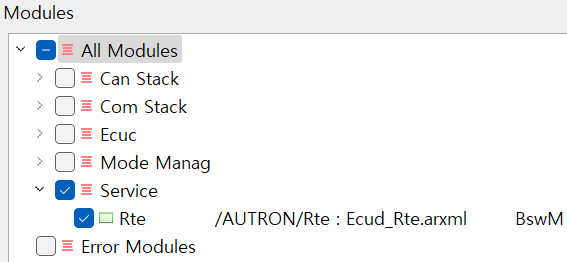 Modules
All Modules
Can Stack
Com Stack
Ecuc
Mode Manag
Service
Rte /AUTRON/Rte : Ecud_Rte.arxml BswM
Error Modules